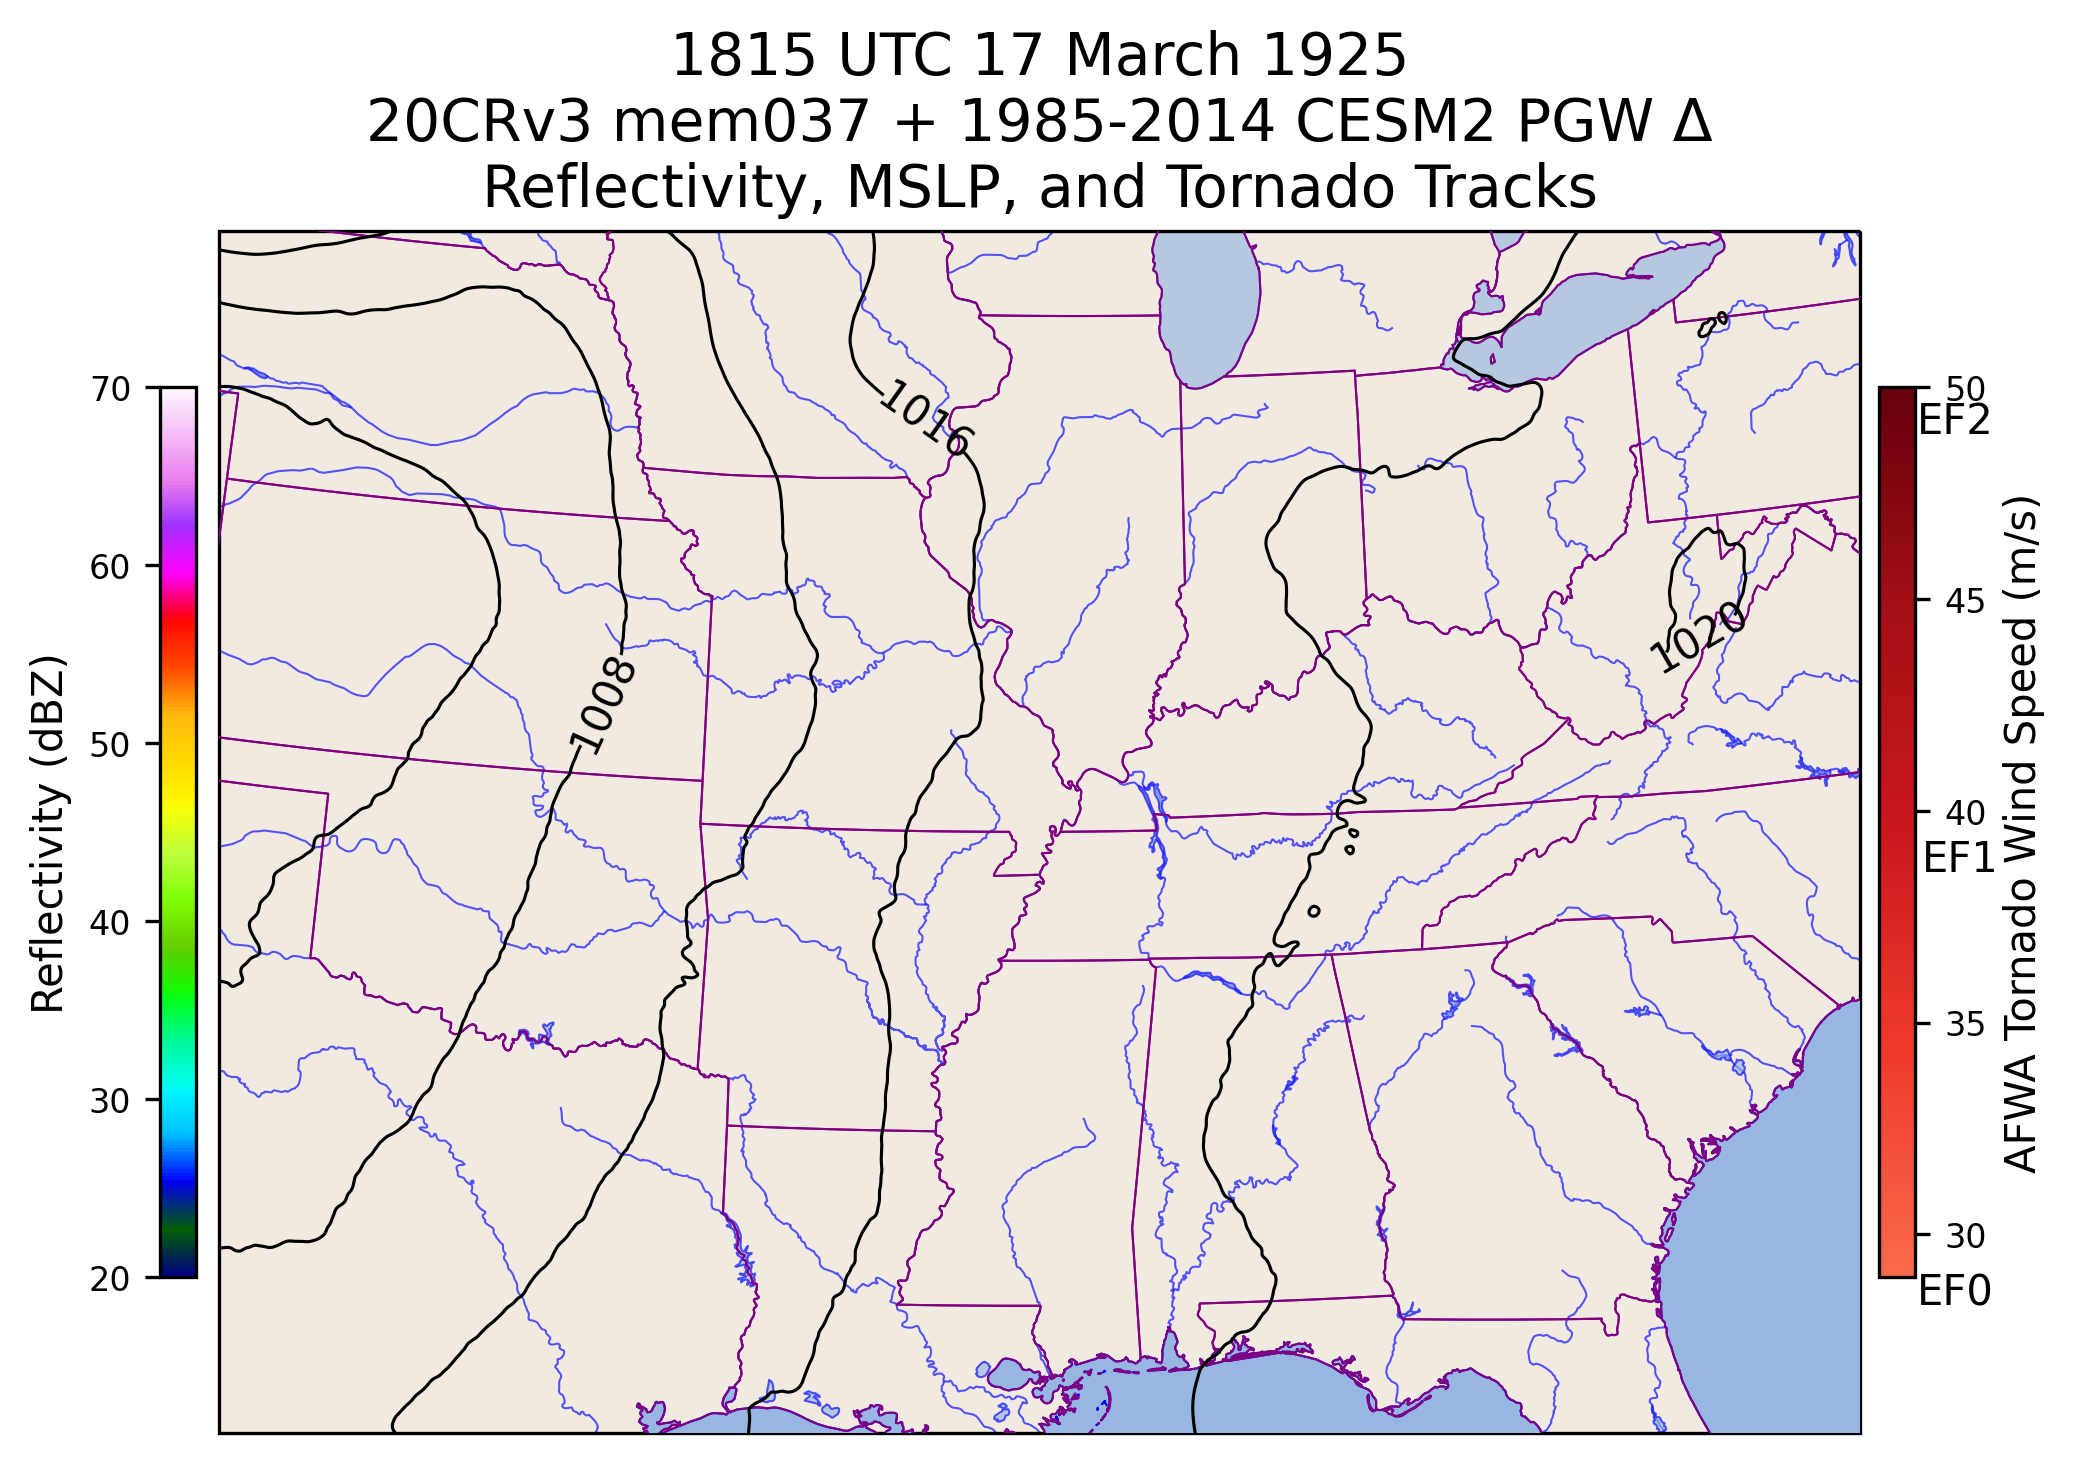 1815 UTC 17 March 1925
20CRv3 mem037 + 1985-2014 CESM2 PGW Δ
Reflectivity, MSLP, and Tornado Tracks
70
60
50
40
30
20
Reflectivity (dBZ)
1016
1008
1020
50
EF2
45
40
EF1
35
30
EF0
AFWA Tornado Wind Speed (m/s)